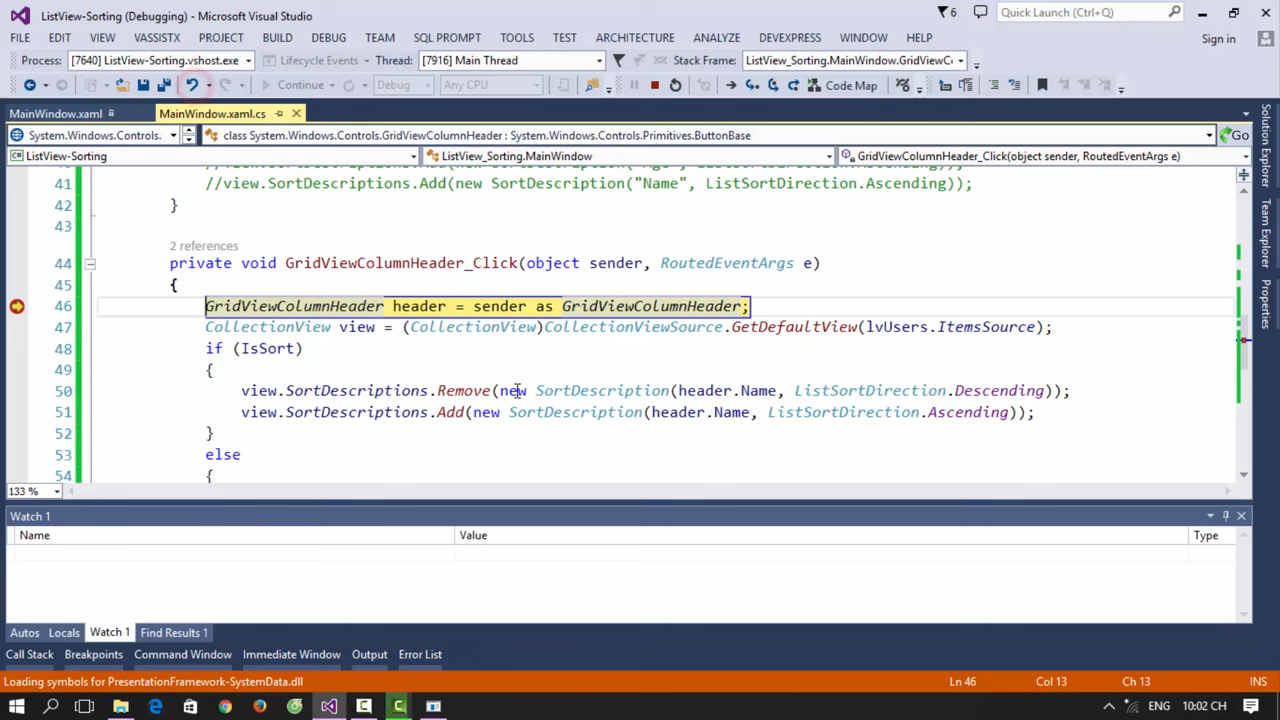 ListView-Sorting (Debugging) - Microsoft Visual Studio
6
Quick Launch (Ctrl+Q)
FILE EDIT VIEW VASSISTX PROJECT BUILD DEBUG TEAM SQL PROMPT TOOLS TEST ARCHITECTURE ANALYZE DEVEXPRESS WINDOW HELP
Sign in
Process: [7640] ListView-Sorting.vshost.exe Lifecycle Events Thread: [7916] Main Thread Stack Frame: ListView_Sorting.MainWindow.GridViewCo
Continue Debug Any CPU Code Map
MainWindow.xaml MainWindow.xaml.cs
System.Windows.Controls. class System.Windows.Controls.GridViewColumnHeader : System.Windows.Controls.Primitives.ButtonBase Go
ListView-Sorting ListView_Sorting.MainWindow GridViewColumnHeader_Click(object sender, RoutedEventArgs e)
41 //view.SortDescriptions.Add(new SortDescription("Name", ListSortDirection.Ascending));
42 }
43
2 references
44 private void GridViewColumnHeader_Click(object sender, RoutedEventArgs e)
45 {
46 GridViewColumnHeader header = sender as GridViewColumnHeader;
47 CollectionView view = (CollectionView)CollectionViewSource.GetDefaultView(lvUsers.ItemsSource);
48 if (IsSort)
49 {
50 view.SortDescriptions.Remove(new SortDescription(header.Name, ListSortDirection.Descending));
51 view.SortDescriptions.Add(new SortDescription(header.Name, ListSortDirection.Ascending));
52 }
53 else
54 {
133 %
Watch 1
Name Value Type
Autos Locals Watch 1 Find Results 1
Call Stack Breakpoints Command Window Immediate Window Output Error List
Loading symbols for PresentationFramework-SystemData.dll Ln 46 Col 13 Ch 13 INS
ENG 10:02 CH
Solution Explorer
Team Explorer
Properties